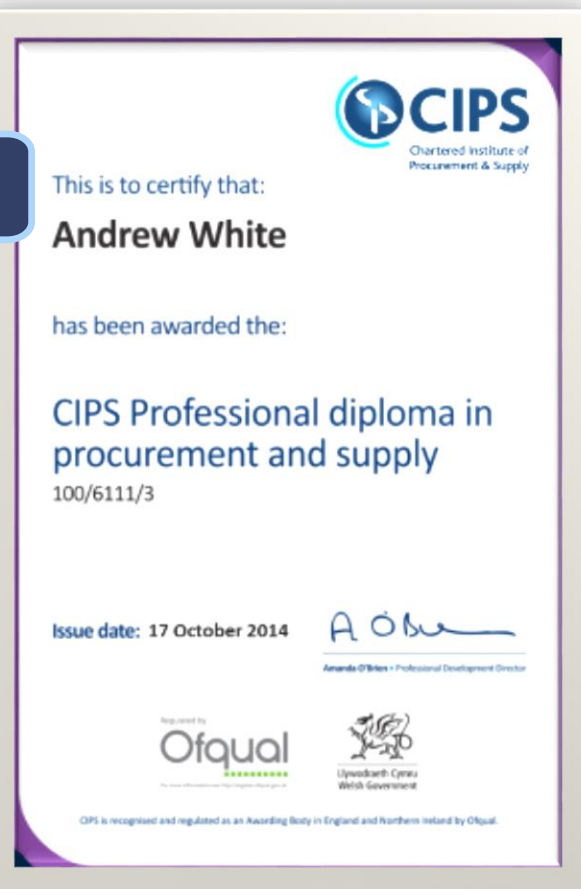 CIPS
Chartered Institute of
Procurement & Supply
This is to certify that:
Andrew White
has been awarded the:
CIPS Professional diploma in
procurement and supply
100/6111/3
Issue date: 17 October 2014
A O'Br
Amanda O'Brien • Professional Development Director
Regulated by
Ofqual
Llywodraeth Cymru
Welsh Government
CIPS is recognised and regulated as an Awarding Body in England and Northern Ireland by Ofqual.